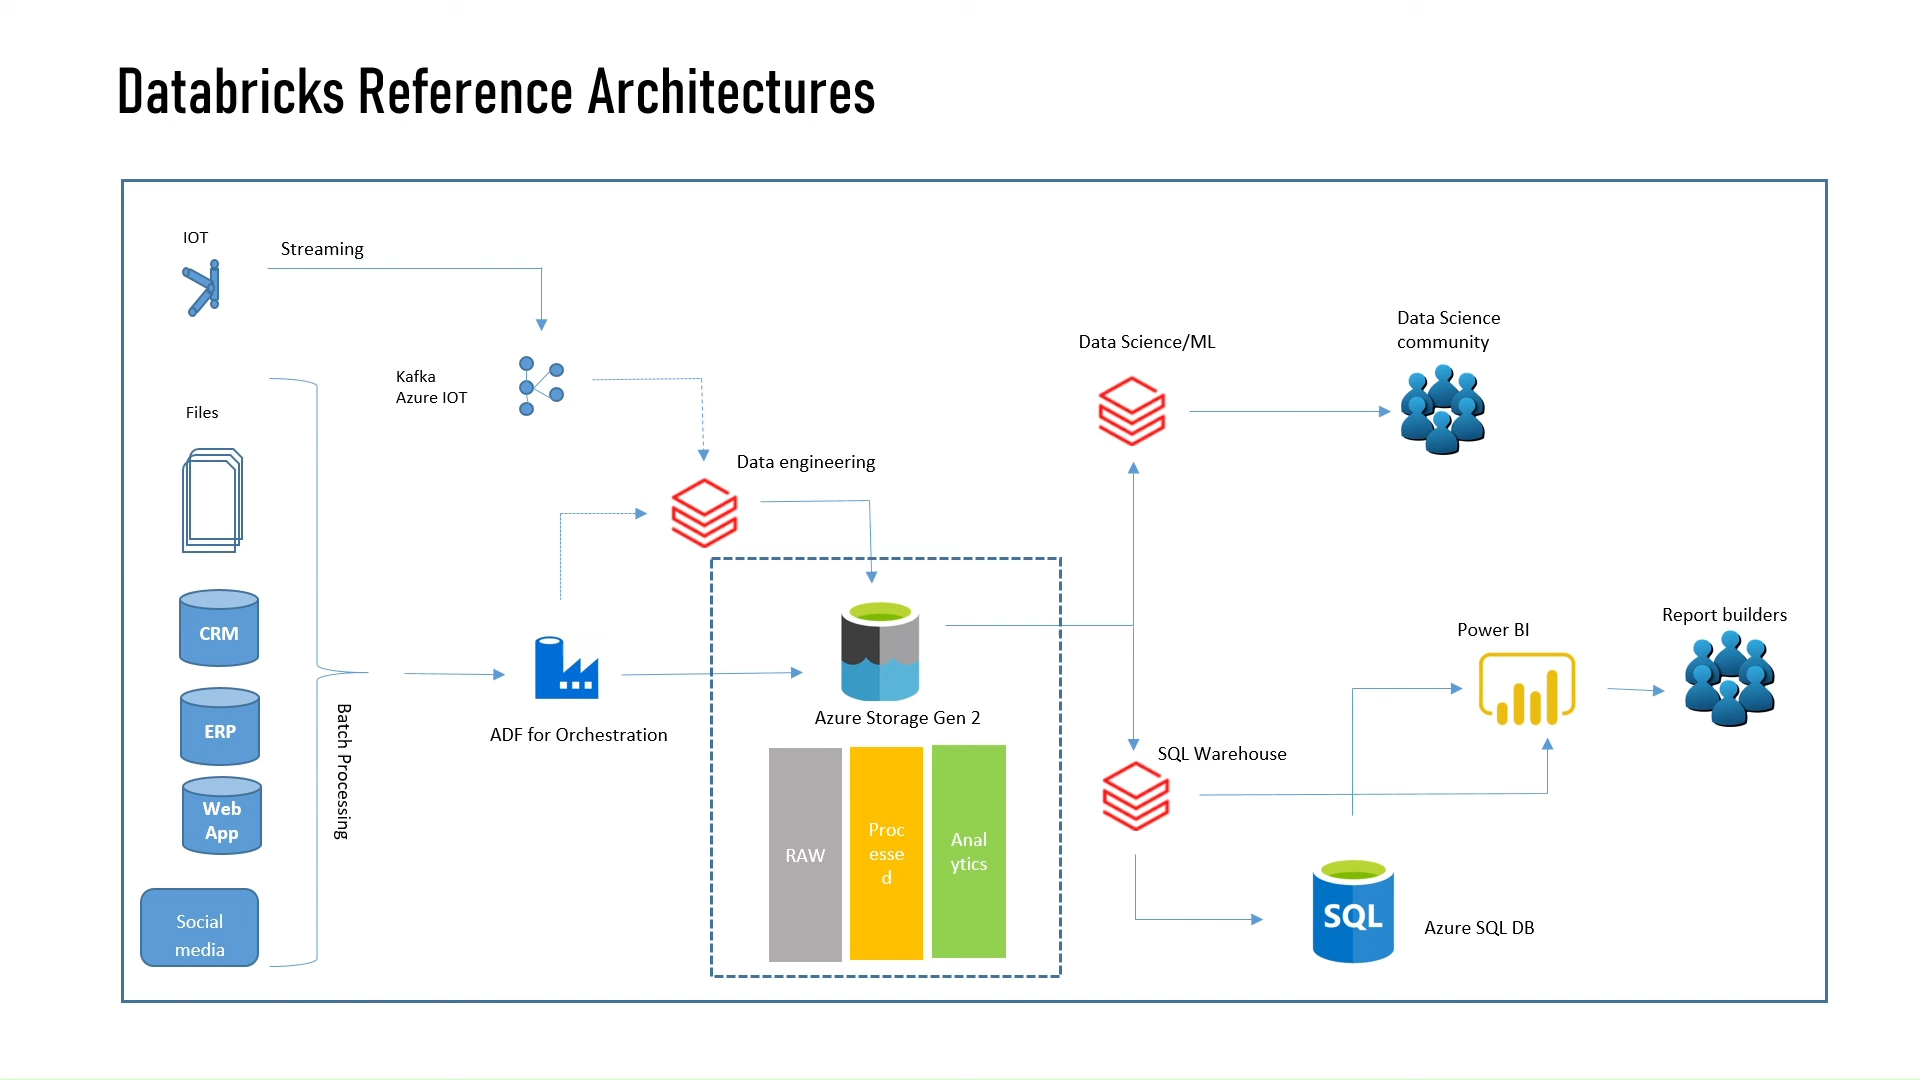 Databricks Reference Architectures
IOT
Streaming
Kafka
Azure IOT
Files
CRM
ERP
Web
App
Social
media
Batch Processing
ADF for Orchestration
Data engineering
Azure Storage Gen 2
RAW
Proc
esse
d
Anal
ytics
Data Science/ML
Data Science
community
SQL Warehouse
Power BI
Report builders
SQL
Azure SQL DB